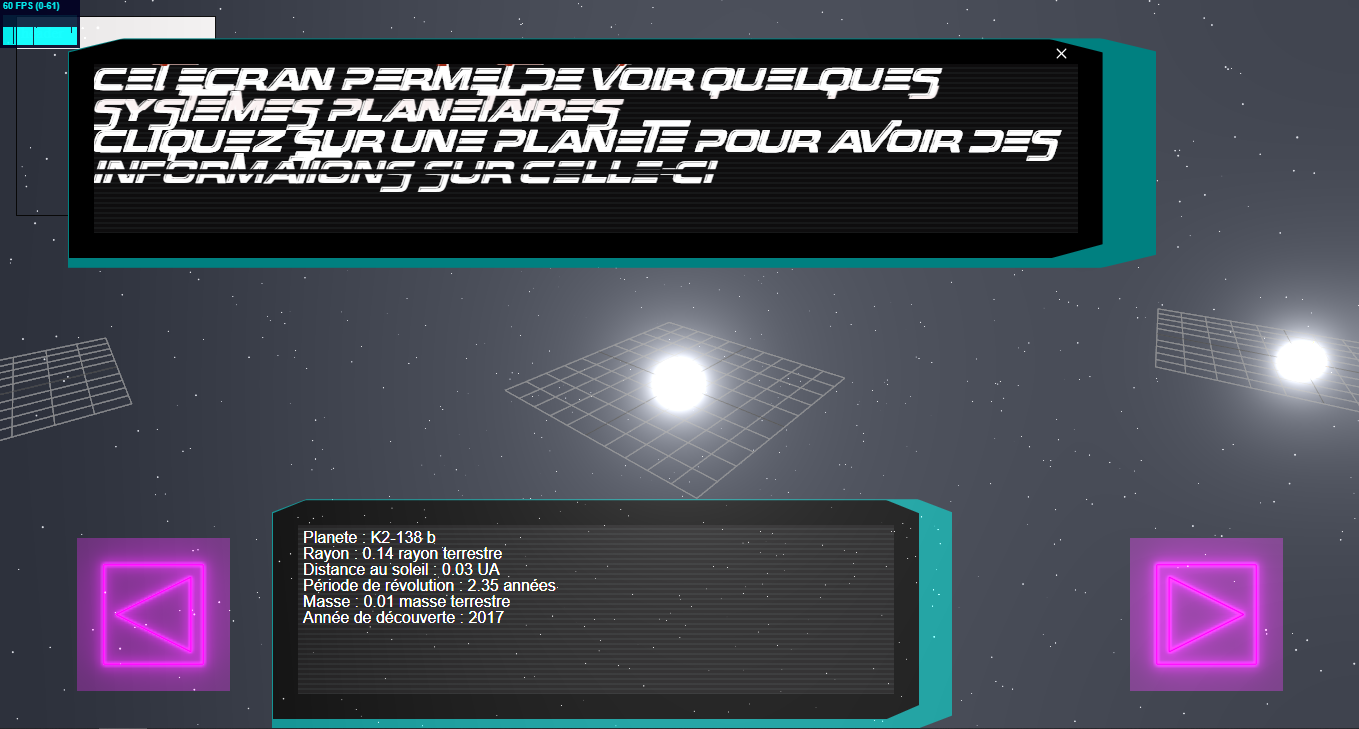 60 FPS (0-61)
CET ECRAN PERMET DE VOIR QUELQUES
SYSTEMES PLANETAIRES
CLIQUEZ SUR UNE PLANETE POUR AVOIR DES
INFORMATIONS SUR CELLE-CI
Planete : K2-138 b
Rayon : 0.14 rayon terrestre
Distance au soleil : 0.03 UA
Période de révolution : 2.35 années
Masse : 0.01 masse terrestre
Année de découverte : 2017